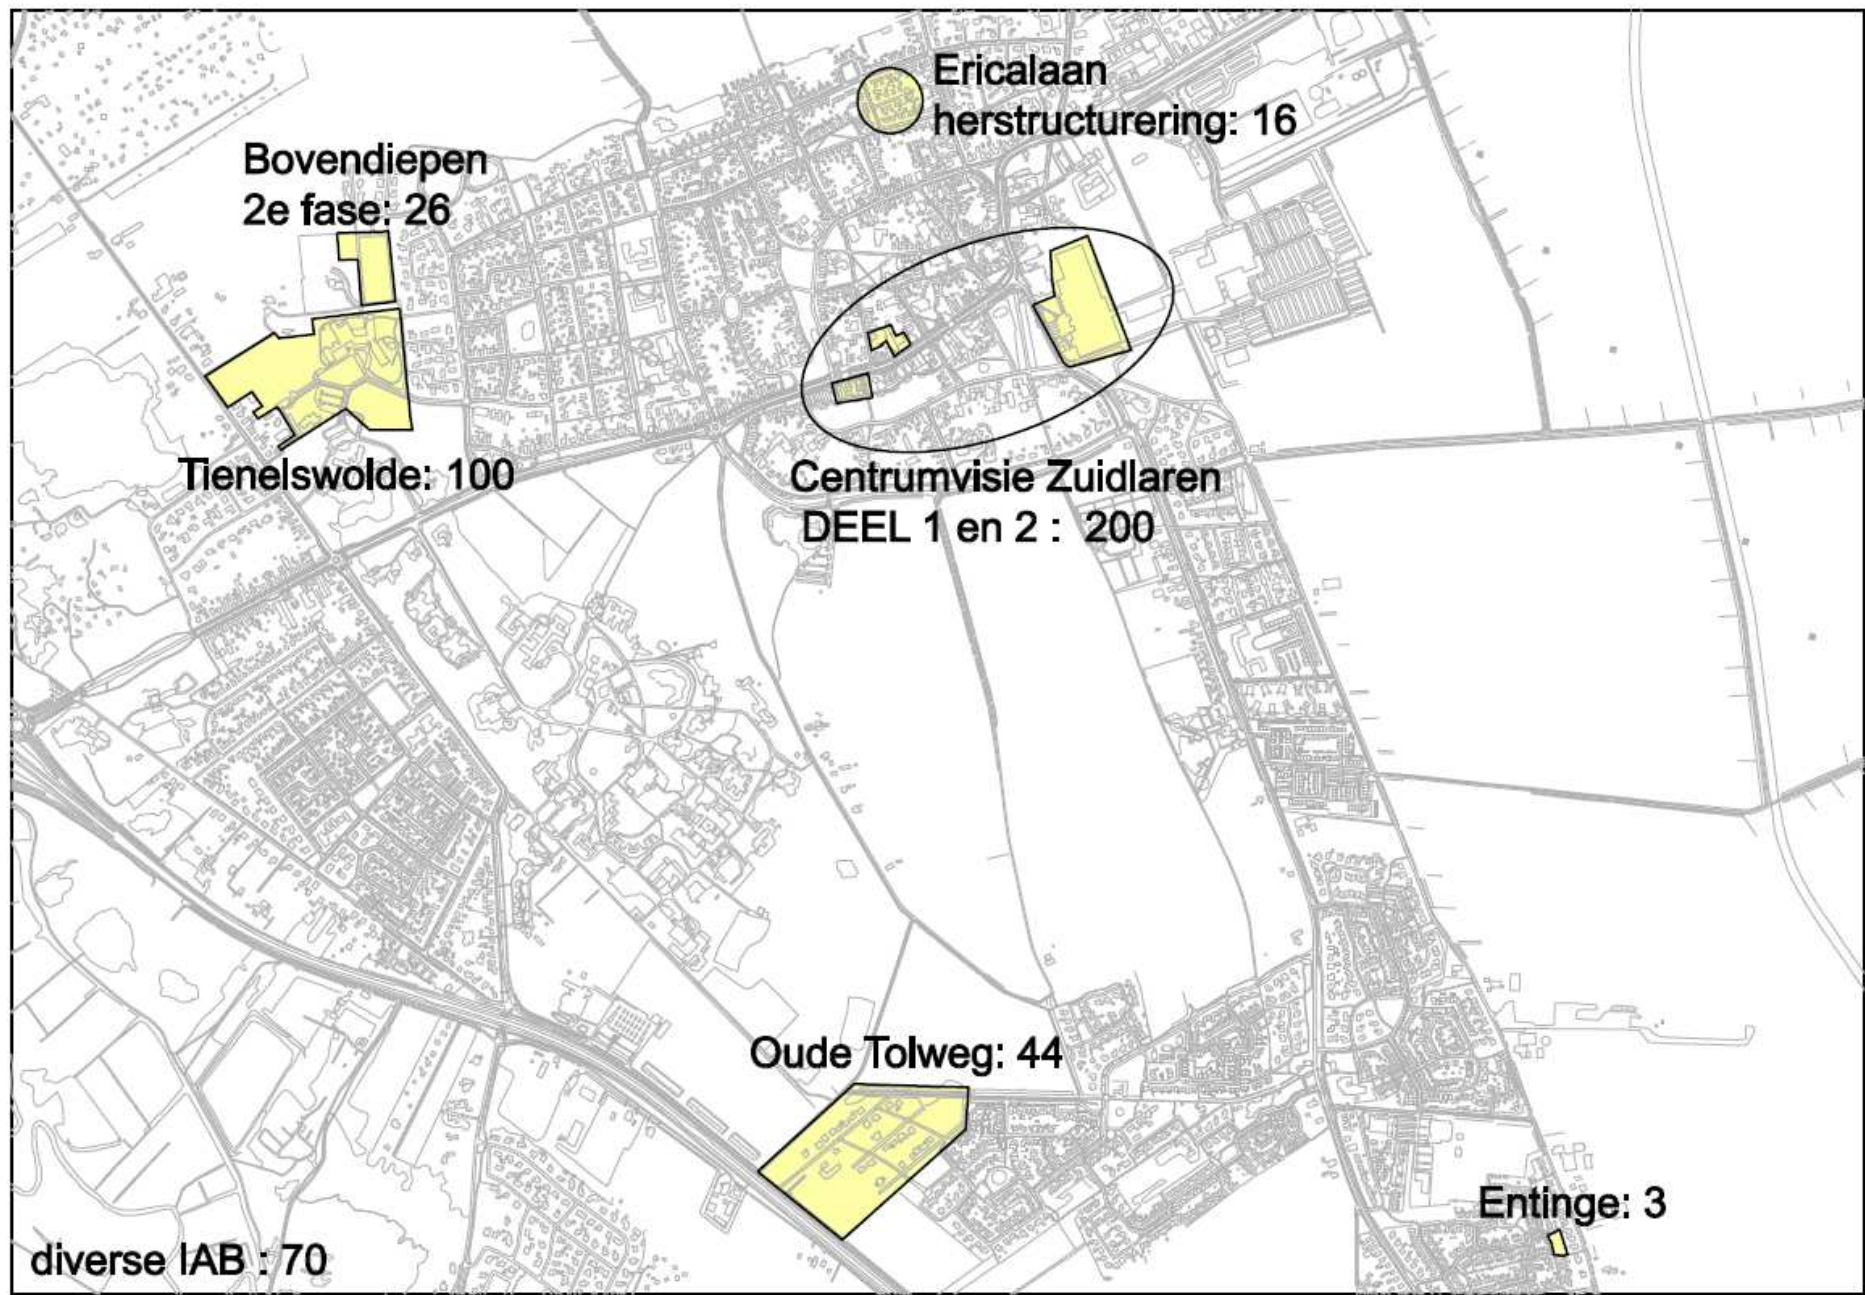 Ericalaan
herstructurering: 16
Bovendiepen
2e fase: 26
Tienelswolde: 100
Centrumvisie Zuidlaren
DEEL 1 en 2 : 200
Oude Tolweg: 44
Entinge: 3
diverse IAB : 70